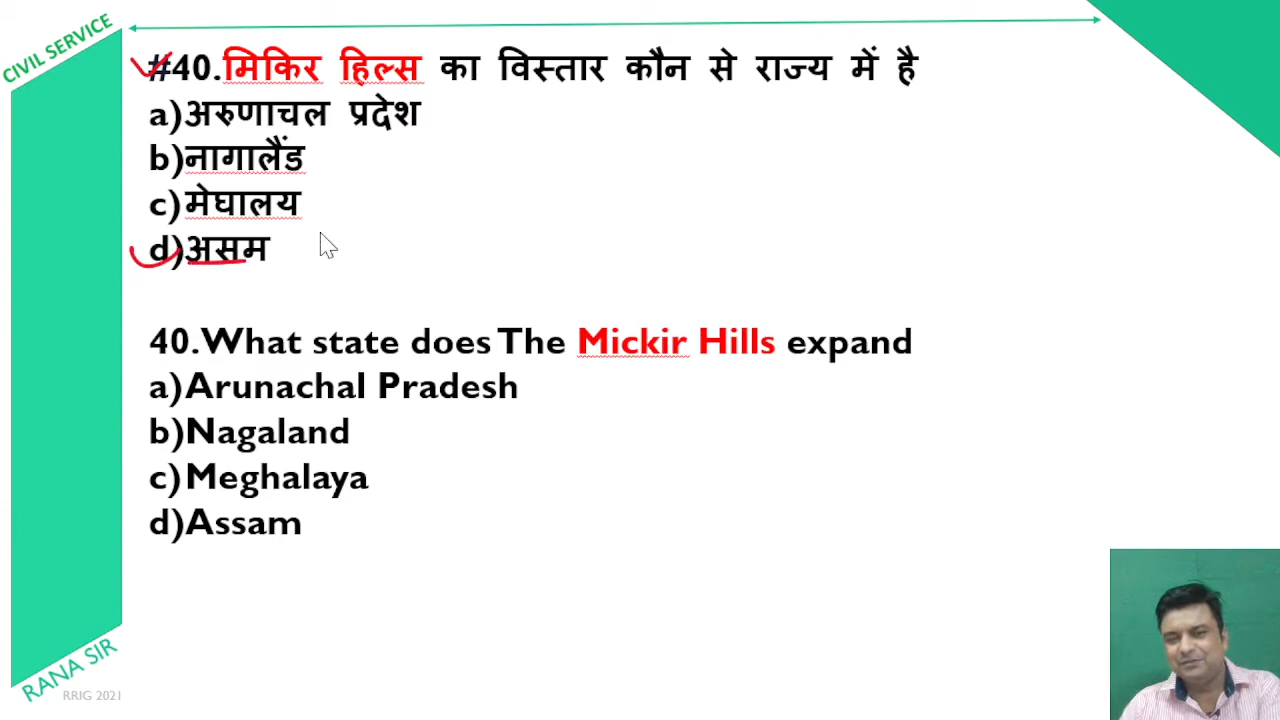 CIVIL SERVICE
#40.मिकिर हिल्स का विस्तार कौन से राज्य में है
a)अरुणाचल प्रदेश
b)नागालैंड
c)मेघालय
d)असम
40.What state does The Mickir Hills expand
a)Arunachal Pradesh
b)Nagaland
c)Meghalaya
d)Assam
RANA SIR
RRIG 2021